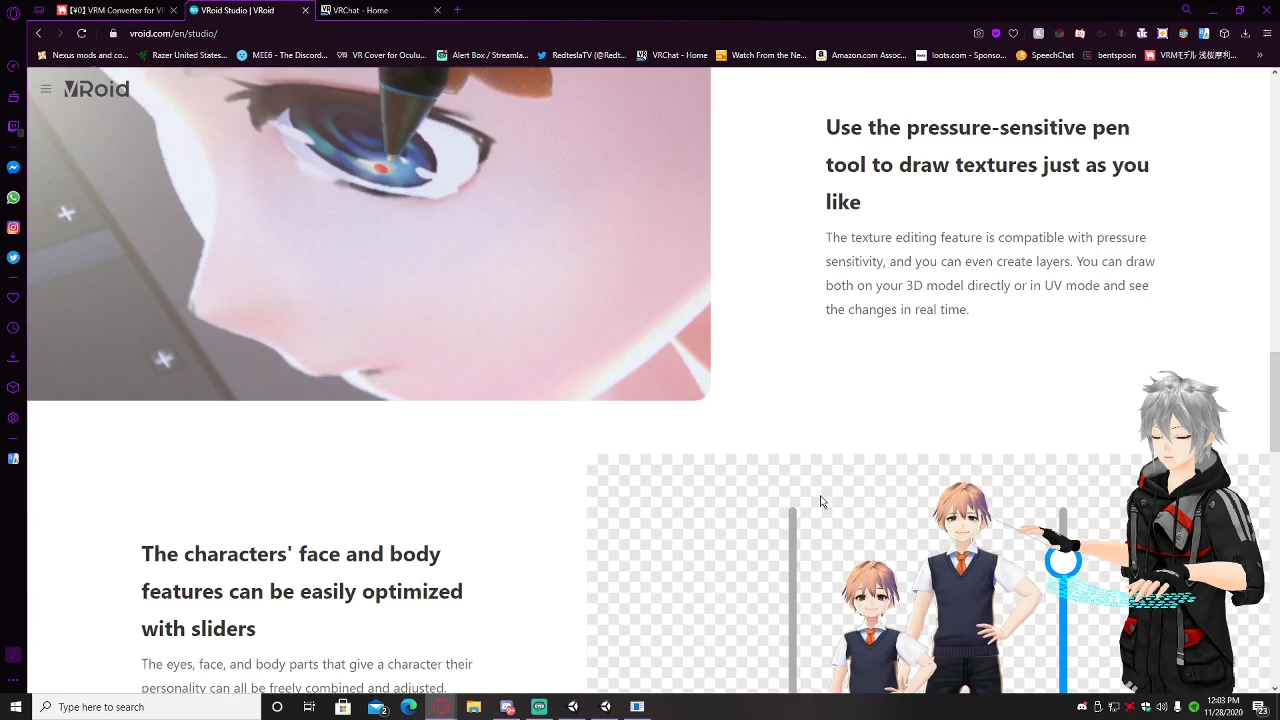 [¥0] VRM Converter for VR
VRoid Studio | VRoid
VRChat - Home
vroid.com/en/studio/
Nexus mods and co...
Razer United States...
MEE6 - The Discord...
VR Cover for Oculu...
Alert Box / Streamla...
RedteslaTV (@Redt...
VRChat - Home
Watch From the Ne...
Amazon.com Assoc...
loots.com - Sponso...
SpeechChat
bentspoon
VRMモデル 浅桜摩利...
VRoid
Use the pressure-sensitive pen
tool to draw textures just as you
like
The texture editing feature is compatible with pressure
sensitivity, and you can even create layers. You can draw
both on your 3D model directly or in UV mode and see
the changes in real time.
The characters' face and body
features can be easily optimized
with sliders
The eyes, face, and body parts that give a character their
personality can all be freely combined and adjusted.
Type here to search
2
12:03 PM
11/28/2020
23